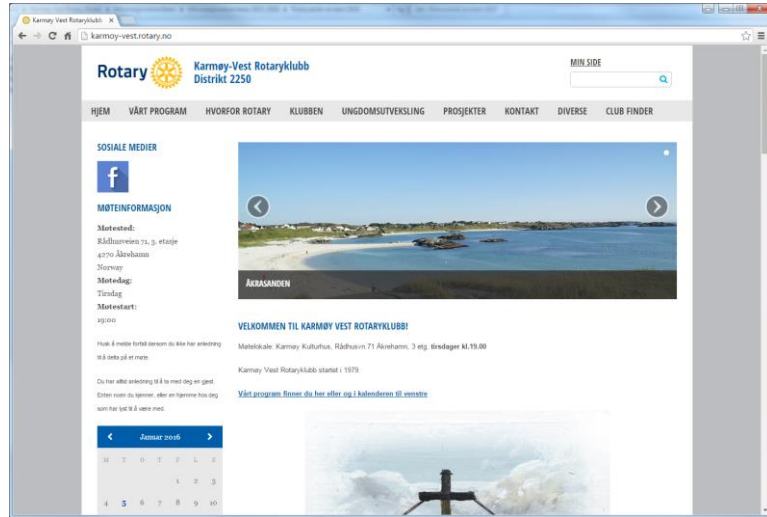 Karmøy Vest Rotaryklubb
karmoy-vest.rotary.no
Rotary
Karmøy-Vest Rotaryklubb
Distrikt 2250
MIN SIDE
HJEM VÅRT PROGRAM HVORFOR ROTARY KLUBBEN UNGDOMSUTVEKSLING PROSJEKTER KONTAKT DIVERSE CLUB FINDER
SOSIALE MEDIER
f
MØTEINFORMASJON
Møtested:
Rådhusveien 71, 3. etasje
4270 Åkrehamn
Norway
Møtedag:
Tirsdag
Møtestart:
19:00
Husk å melde forfall dersom du ikke har anledning
til å delta på et møte.
Du har alltid anledning til å ta med deg en gjest.
Enten noen du kjenner, eller en hjemme hos deg
som har lyst til å være med.
Januar 2016
M T O T F L S
1 2 3
4 5 6 7 8 9 10
ÅKRASANDEN
VELKOMMEN TIL KARMØY VEST ROTARYKLUBB!
Møtelokale: Karmøy Kulturhus, Rådhusvn.71 Åkrehamn, 3 etg. tirsdager kl.19.00
Karmøy Vest Rotaryklubb startet i 1979.
Vårt program finner du her eller og i kalenderen til venstre